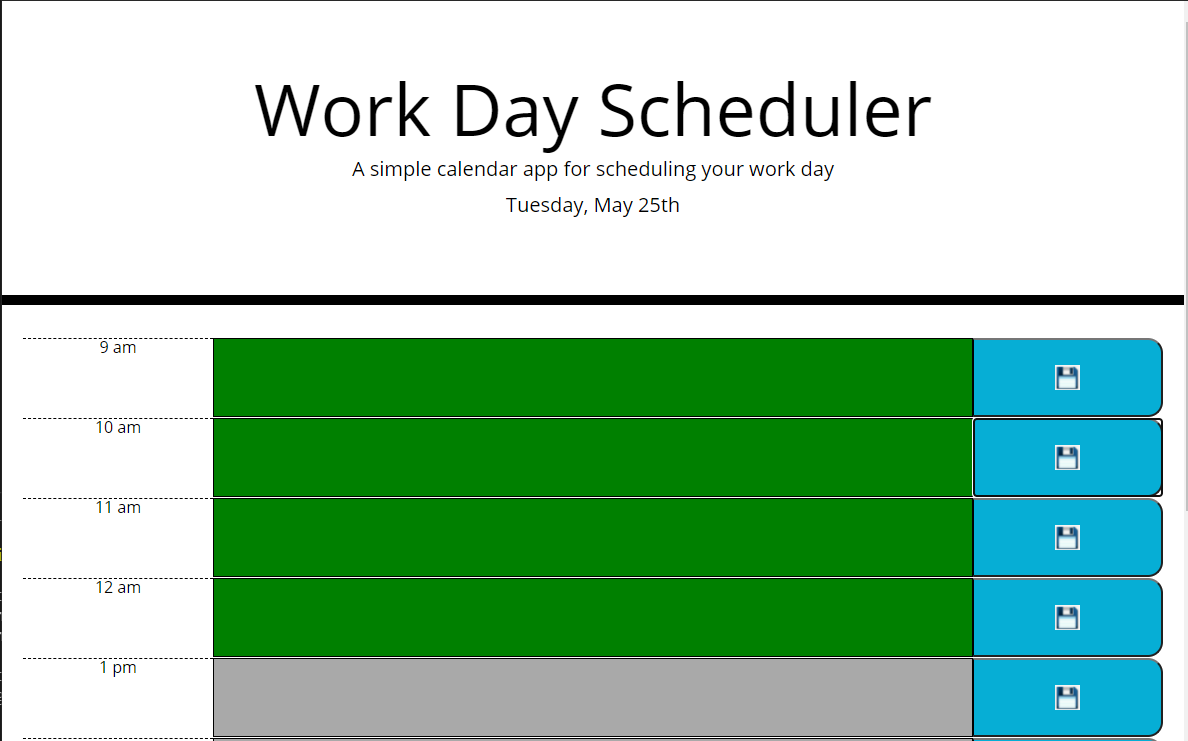 Work Day Scheduler
A simple calendar app for scheduling your work day
Tuesday, May 25th
9 am
10 am
11 am
12 am
1 pm